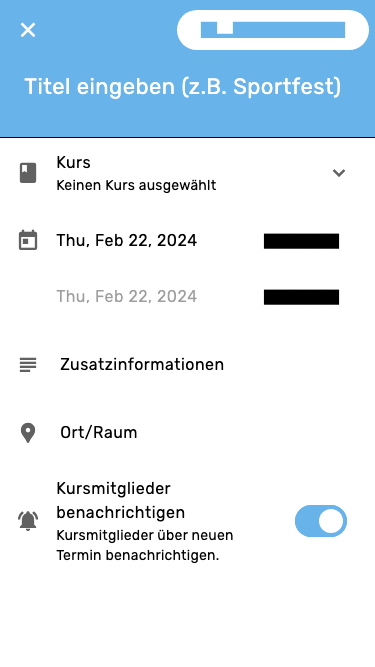 Titel eingeben (z.B. Sportfest)
Kurs
Keinen Kurs ausgewählt
Thu, Feb 22, 2024
Thu, Feb 22, 2024
Zusatzinformationen
Ort/Raum
Kursmitglieder
benachrichtigen
Kursmitglieder über neuen
Termin benachrichtigen.